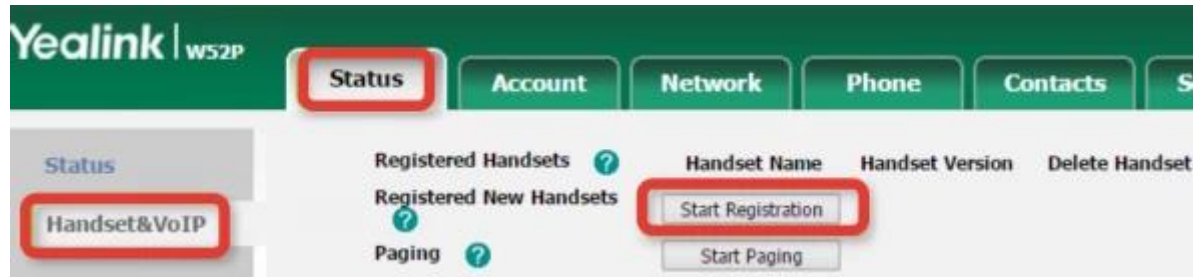 Yealink | W52P
Status Account Network Phone Contacts S
Status
Handset&VoIP
Registered Handsets ? Handset Name Handset Version Delete Handset
Registered New Handsets
? Start Registration
Paging ? Start Paging